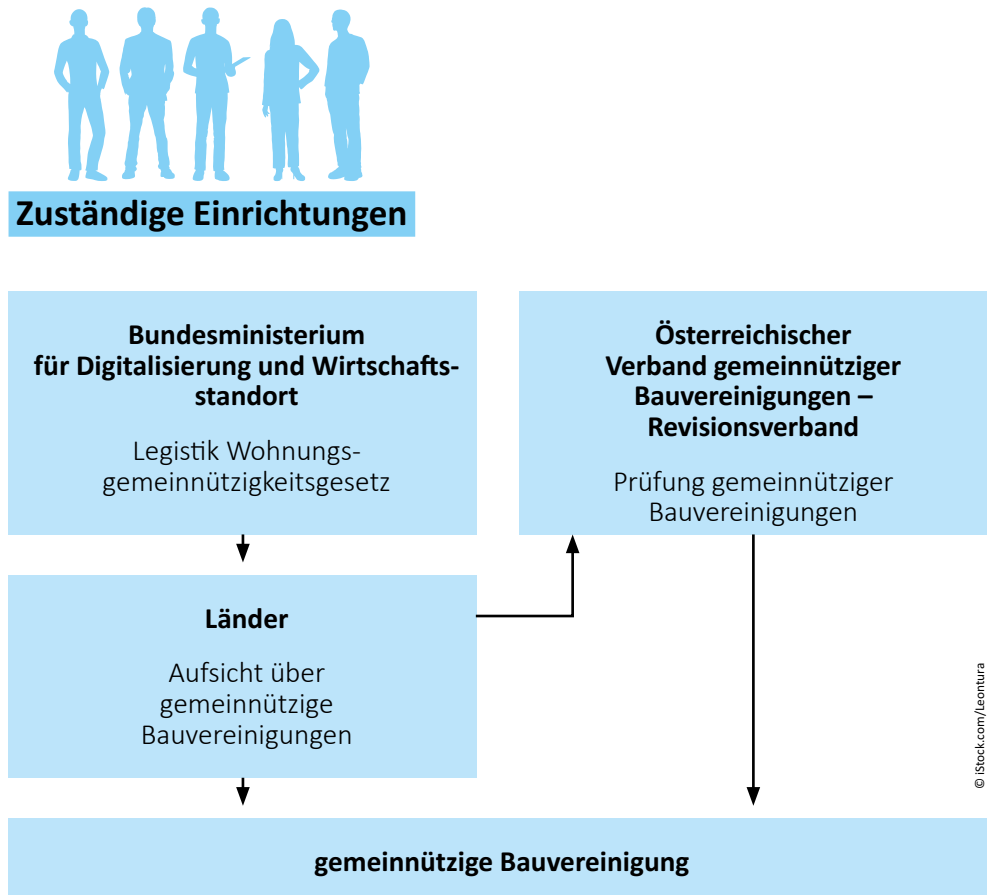 Zuständige Einrichtungen
Bundesministerium
für Digitalisierung und Wirtschafts-
standort
Legistik Wohnungs-
gemeinnützigkeitsgesetz
Österreichischer
Verband gemeinnütziger
Bauvereinigungen –
Revisionsverband
Prüfung gemeinnütziger
Bauvereinigungen
Länder
Aufsicht über
gemeinnützige
Bauvereinigungen
gemeinnützige Bauvereinigung
© iStock.com/Leontura